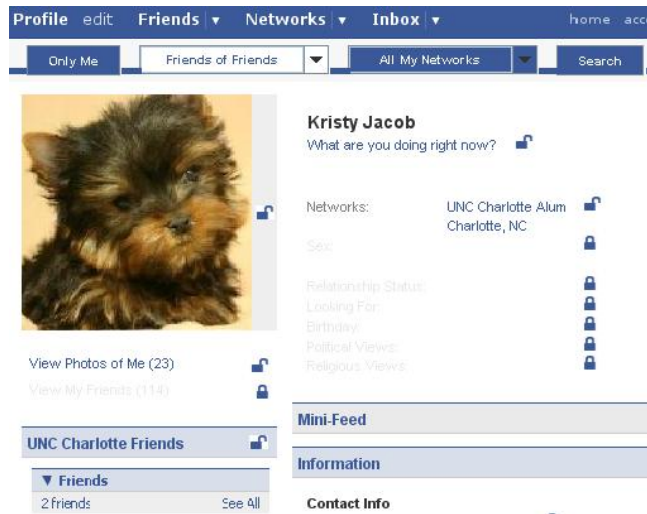 Profile edit Friends ▼ Networks ▼ Inbox ▼ home acc
Only Me Friends of Friends All My Networks Search
Kristy Jacob
What are you doing right now?
Networks: UNC Charlotte Alum
Charlotte, NC
Sex:
Relationship Status:
Looking For:
Birthday:
Political Views:
Religious Views:
View Photos of Me (23)
View My Friends (114)
Mini-Feed
UNC Charlotte Friends
Information
▼ Friends
2 friends See All
Contact Info